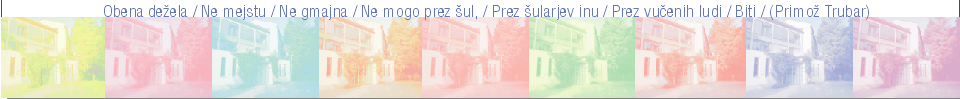 Obena dežela / Ne mejstu / Ne gmajna / Ne mogo prez šul, / Prez šularjev inu / Prez vučenih ludi / Biti / (Primož Trubar)